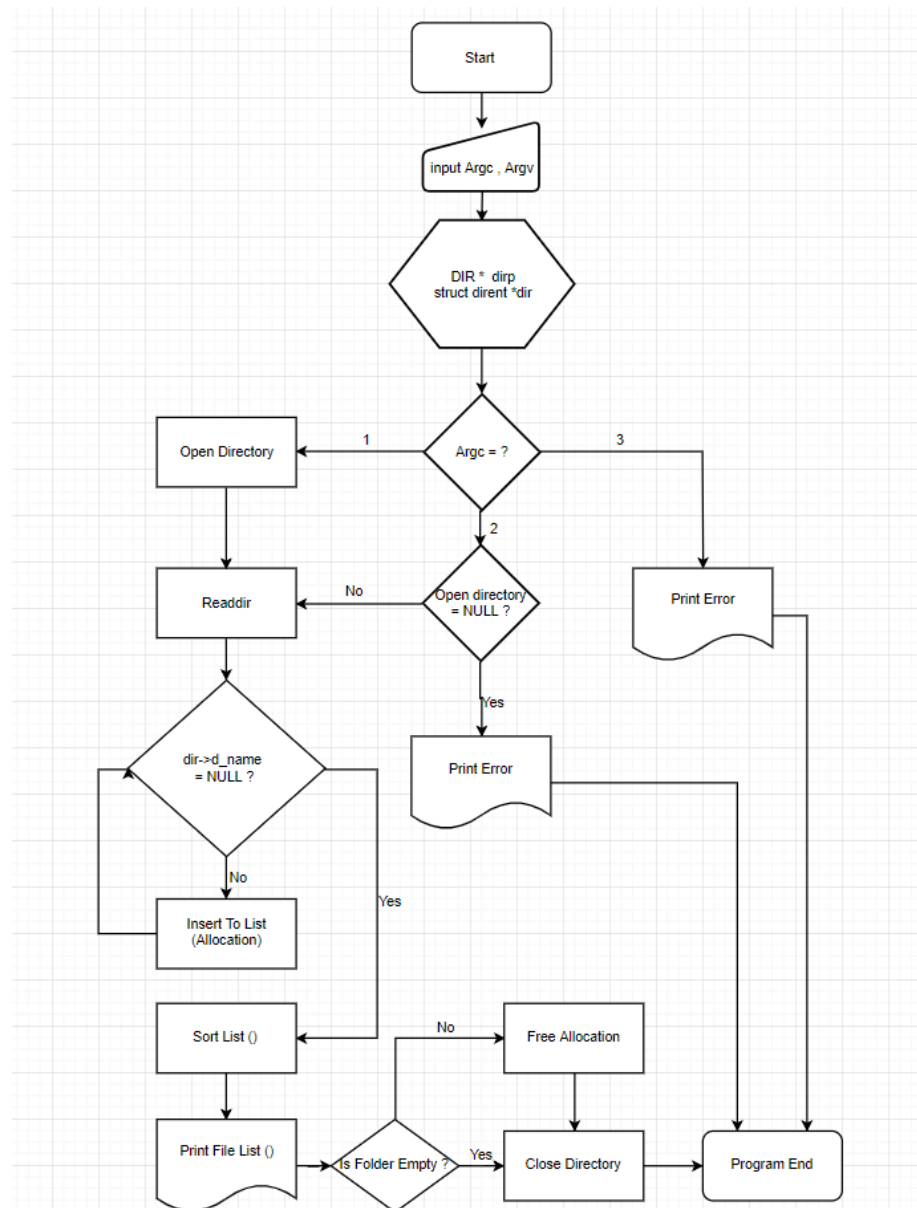 Start
input Argc , Argv
DIR * dirp
struct dirent *dir
Argc = ?
1
3
2
Open Directory
Open directory
= NULL ?
No
Readdir
Print Error
Yes
dir->d_name
= NULL ?
Print Error
No
Yes
Insert To List
(Allocation)
Sort List ()
No
Free Allocation
Print File List ()
Is Folder Empty ?
Yes
Close Directory
Program End